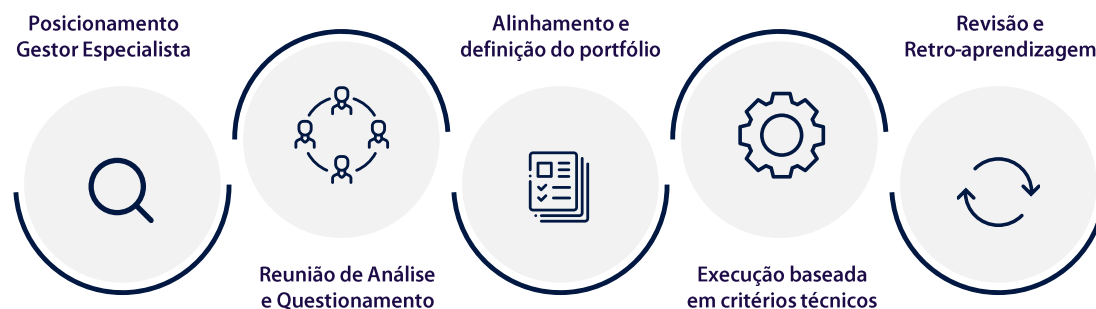 Posicionamento
Gestor Especialista
Reunião de Análise
e Questionamento
Alinhamento e
definição do portfólio
Execução baseada
em critérios técnicos
Revisão e
Retro-aprendizagem